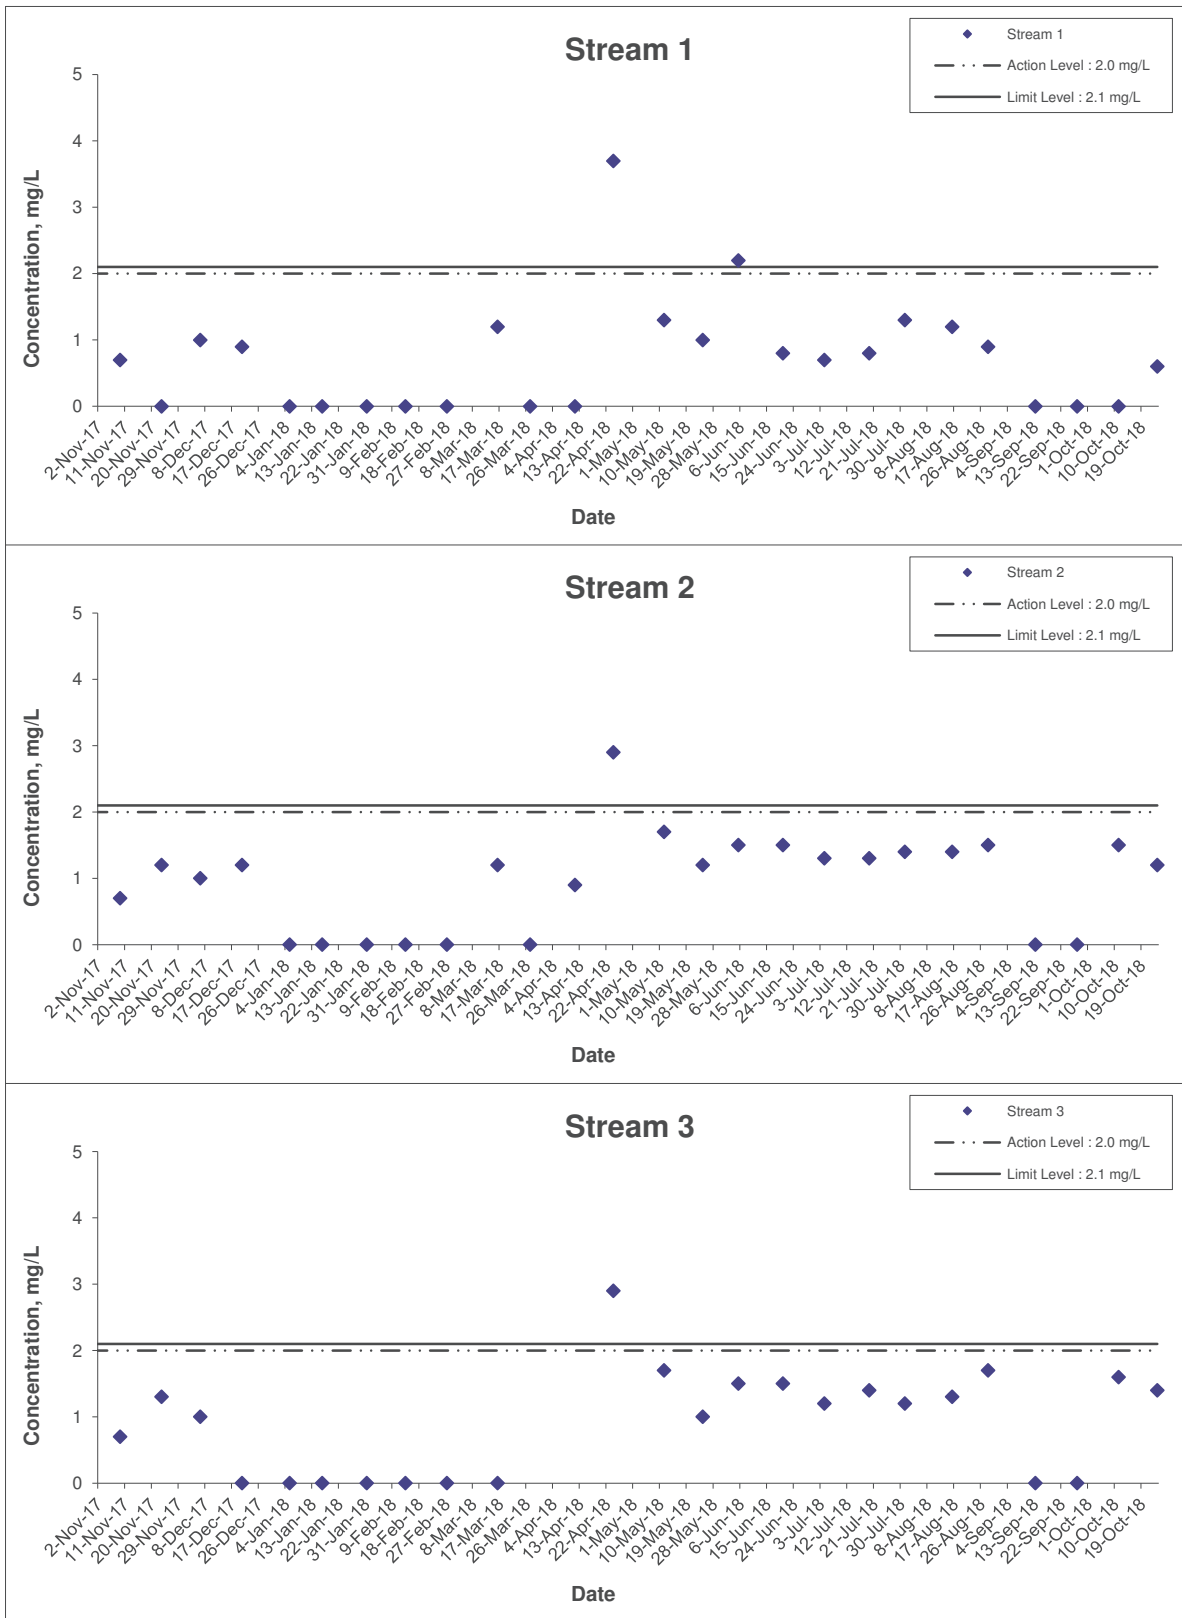 Stream 1
Stream 1
Action Level : 2.0 mg/L
Limit Level : 2.1 mg/L
Concentration, mg/L
5
4
3
2
1
0
2-Nov-17
11-Nov-17
20-Nov-17
29-Nov-17
8-Dec-17
17-Dec-17
26-Dec-17
4-Jan-18
13-Jan-18
22-Jan-18
31-Jan-18
9-Feb-18
18-Feb-18
27-Feb-18
8-Mar-18
17-Mar-18
26-Mar-18
4-Apr-18
13-Apr-18
22-Apr-18
1-May-18
10-May-18
19-May-18
28-May-18
6-Jun-18
15-Jun-18
24-Jun-18
3-Jul-18
12-Jul-18
21-Jul-18
30-Jul-18
8-Aug-18
17-Aug-18
26-Aug-18
4-Sep-18
13-Sep-18
22-Sep-18
1-Oct-18
10-Oct-18
19-Oct-18
Date
Stream 2
Stream 2
Action Level : 2.0 mg/L
Limit Level : 2.1 mg/L
Concentration, mg/L
5
4
3
2
1
0
2-Nov-17
11-Nov-17
20-Nov-17
29-Nov-17
8-Dec-17
17-Dec-17
26-Dec-17
4-Jan-18
13-Jan-18
22-Jan-18
31-Jan-18
9-Feb-18
18-Feb-18
27-Feb-18
8-Mar-18
17-Mar-18
26-Mar-18
4-Apr-18
13-Apr-18
22-Apr-18
1-May-18
10-May-18
19-May-18
28-May-18
6-Jun-18
15-Jun-18
24-Jun-18
3-Jul-18
12-Jul-18
21-Jul-18
30-Jul-18
8-Aug-18
17-Aug-18
26-Aug-18
4-Sep-18
13-Sep-18
22-Sep-18
1-Oct-18
10-Oct-18
19-Oct-18
Date
Stream 3
Stream 3
Action Level : 2.0 mg/L
Limit Level : 2.1 mg/L
Concentration, mg/L
5
4
3
2
1
0
2-Nov-17
11-Nov-17
20-Nov-17
29-Nov-17
8-Dec-17
17-Dec-17
26-Dec-17
4-Jan-18
13-Jan-18
22-Jan-18
31-Jan-18
9-Feb-18
18-Feb-18
27-Feb-18
8-Mar-18
17-Mar-18
26-Mar-18
4-Apr-18
13-Apr-18
22-Apr-18
1-May-18
10-May-18
19-May-18
28-May-18
6-Jun-18
15-Jun-18
24-Jun-18
3-Jul-18
12-Jul-18
21-Jul-18
30-Jul-18
8-Aug-18
17-Aug-18
26-Aug-18
4-Sep-18
13-Sep-18
22-Sep-18
1-Oct-18
10-Oct-18
19-Oct-18
Date